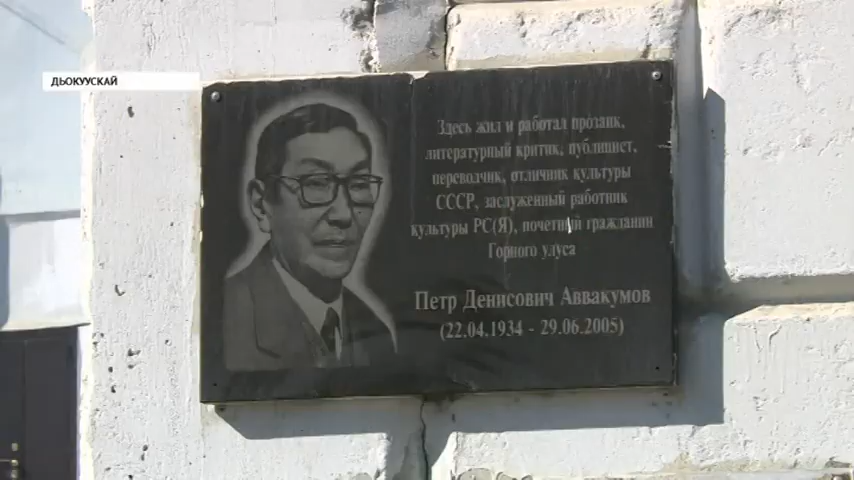 ДЬОКУУСКАЙ
Здесь жил и работал прозаик,
литературный критик, публицист,
переводчик, отличник культуры
СССР, заслуженный работник
культуры РС(Я), почетный гражданин
Горного улуса
Петр Денисович Аввакумов
(22.04.1934 - 29.06.2005)